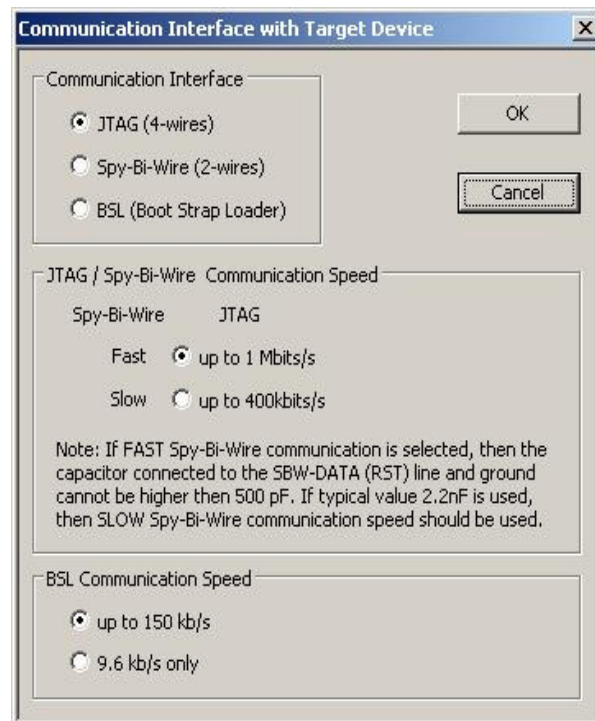 Communication Interface with Target Device
Communication Interface
JTAG (4-wires)
Spy-Bi-Wire (2-wires)
BSL (Boot Strap Loader)
OK
Cancel
JTAG / Spy-Bi-Wire Communication Speed
Spy-Bi-Wire JTAG
Fast up to 1 Mbits/s
Slow up to 400kbits/s
Note: If FAST Spy-Bi-Wire communication is selected, then the
capacitor connected to the SBW-DATA (RST) line and ground
cannot be higher then 500 pF. If typical value 2.2nF is used,
then SLOW Spy-Bi-Wire communication speed should be used.
BSL Communication Speed
up to 150 kb/s
9.6 kb/s only